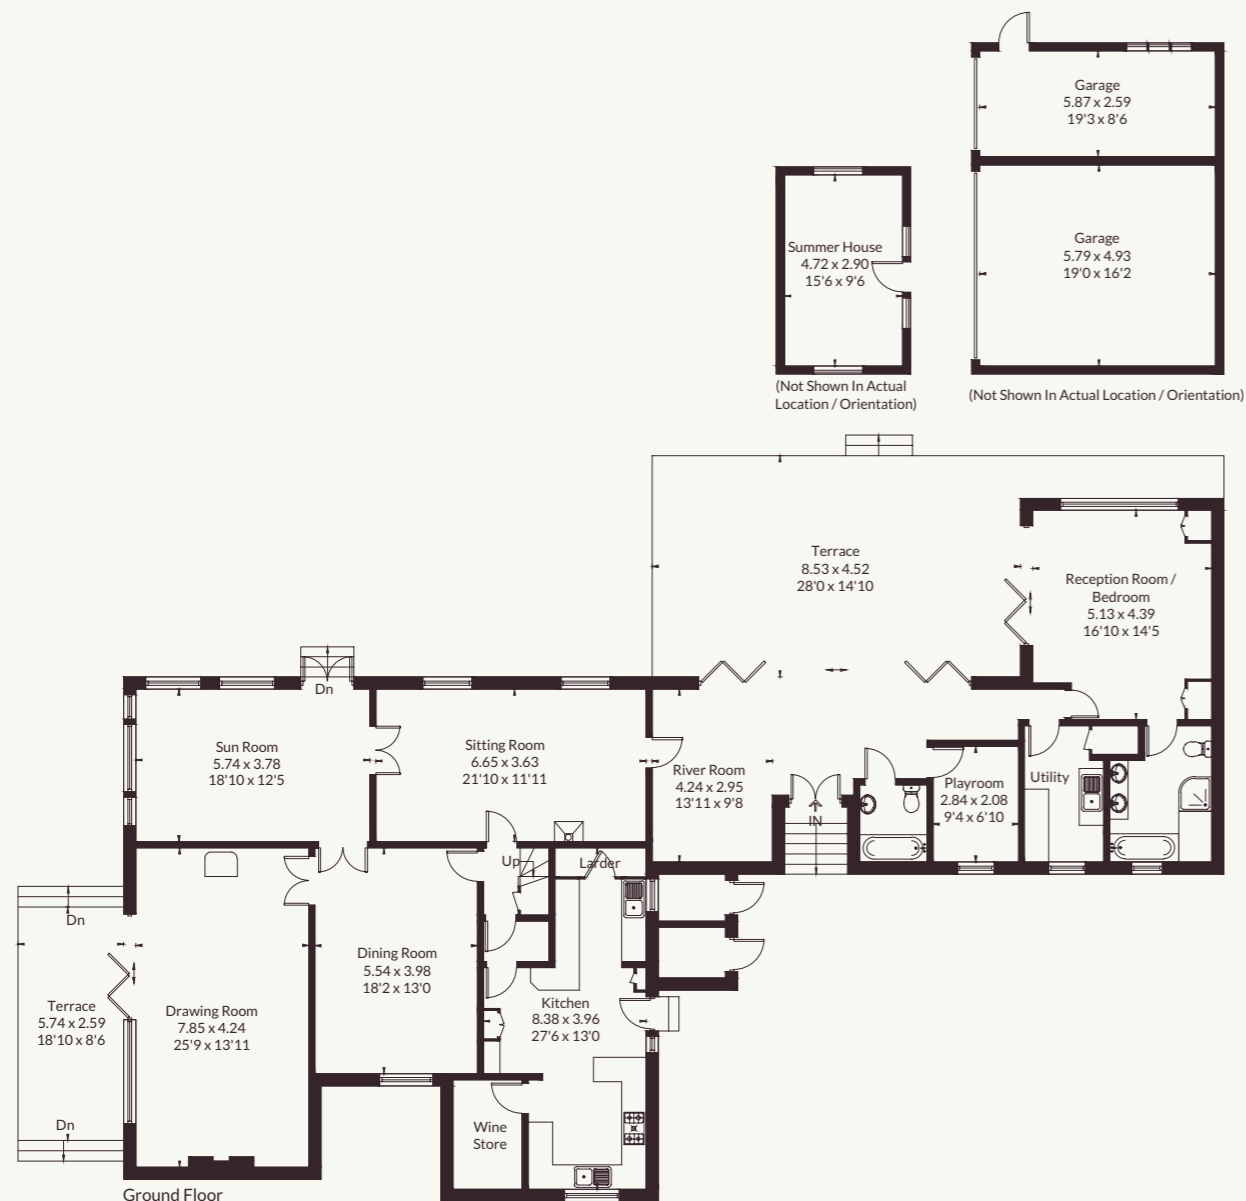 Garage
5.87 x 2.59
19'3 x 8'6
Garage
5.79 x 4.93
19'0 x 16'2
(Not Shown In Actual Location / Orientation)
Summer House
4.72 x 2.90
15'6 x 9'6
(Not Shown In Actual
Location / Orientation)
Terrace
8.53 x 4.52
28'0 x 14'10
Reception Room /
Bedroom
5.13 x 4.39
16'10 x 14'5
Dn
Sun Room
5.74 x 3.78
18'10 x 12'5
Sitting Room
6.65 x 3.63
21'10 x 11'11
River Room
4.24 x 2.95
13'11 x 9'8
IN
Playroom
2.84 x 2.08
9'4 x 6'10
Utility
Up
Larder
Dn
Terrace
5.74 x 2.59
18'10 x 8'6
Dn
Drawing Room
7.85 x 4.24
25'9 x 13'11
Dining Room
5.54 x 3.98
18'2 x 13'0
Kitchen
8.38 x 3.96
27'6 x 13'0
Wine
Store
Ground Floor